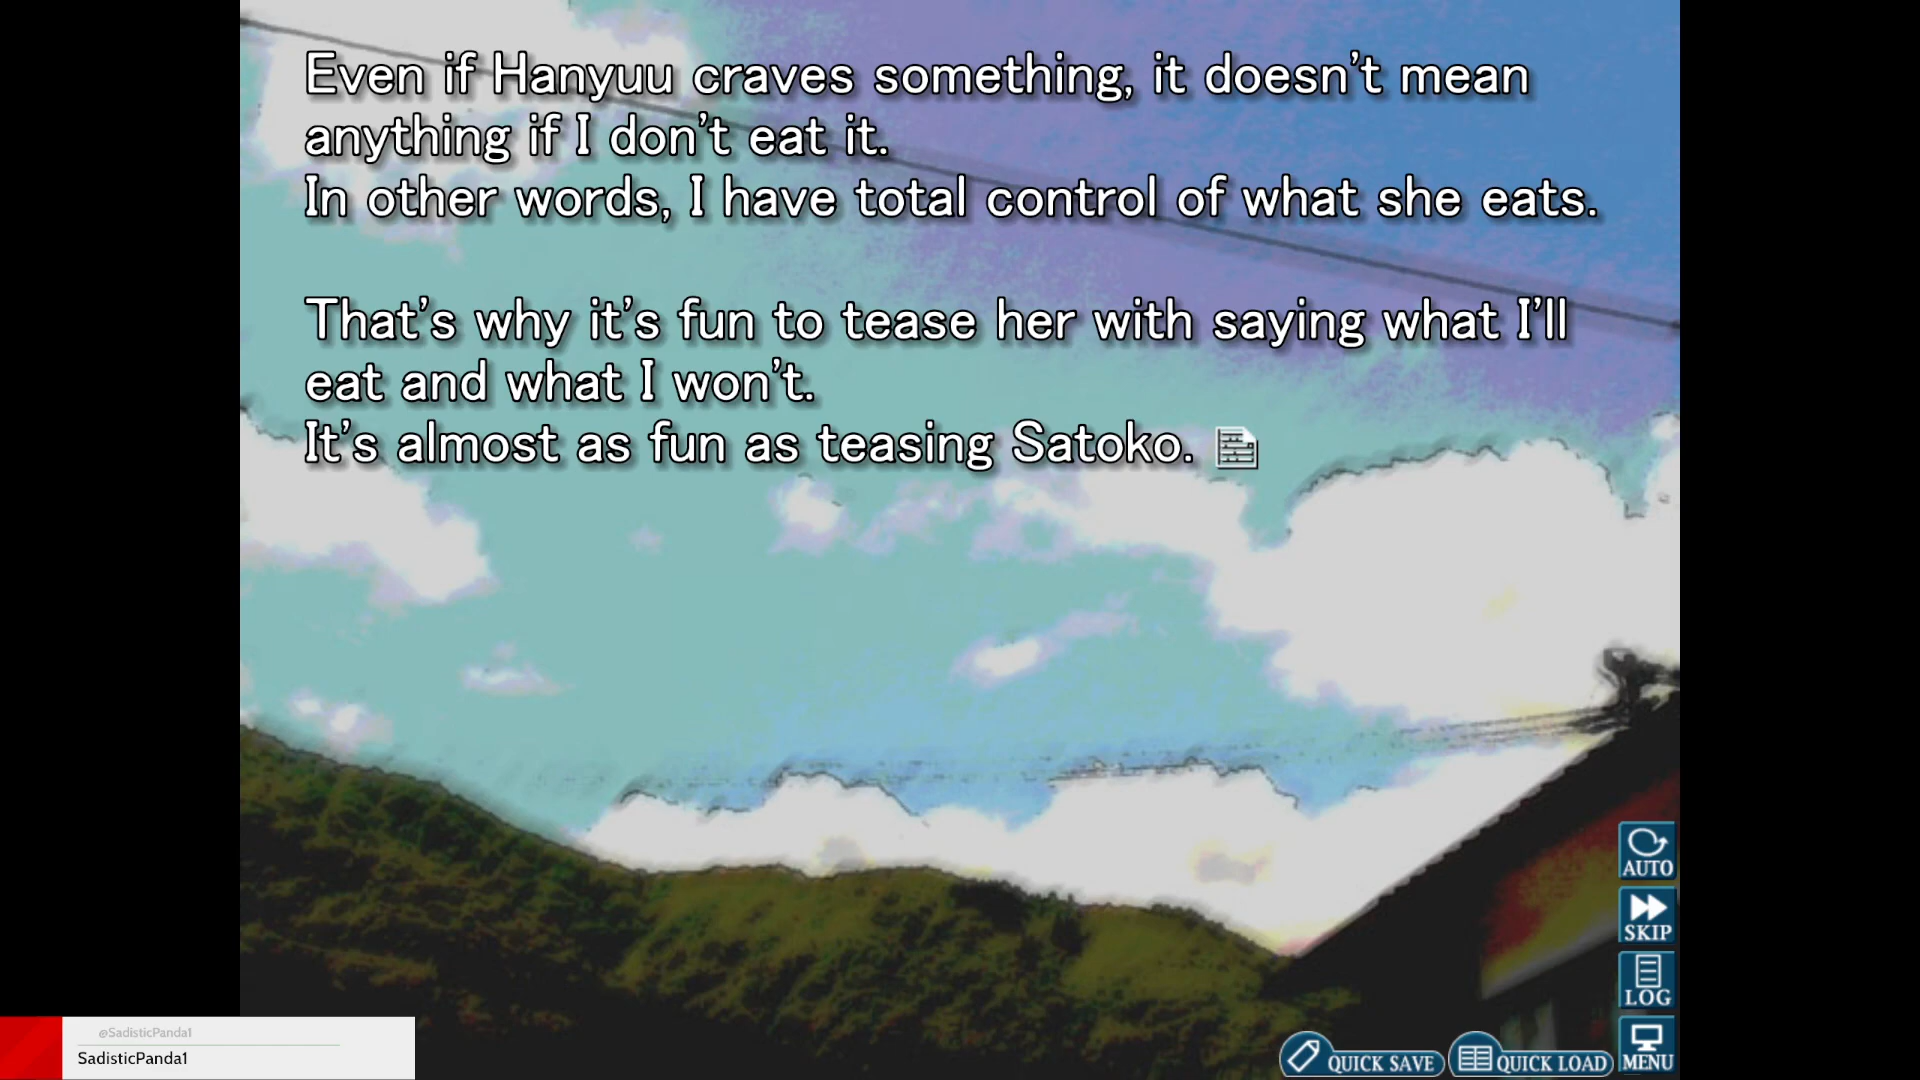 Even if Hanyuu craves something, it doesn't mean
anything if I don't eat it.
In other words, I have total control of what she eats.
That's why it's fun to tease her with saying what I'll
eat and what I won't.
It's almost as fun as teasing Satoko.
AUTO
SKIP
LOG
MENU
QUICK SAVE
QUICK LOAD
@SadisticPanda1
SadisticPanda1